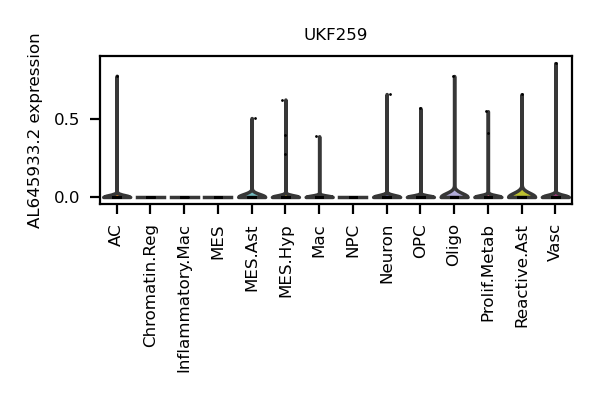 UKF259
AL645933.2 expression
0.5
0.0
AC
Chromatin.Reg
Inflammatory.Mac
MES
MES.Ast
MES.Hyp
Mac
NPC
Neuron
OPC
Oligo
Prolif.Metab
Reactive.Ast
Vasc